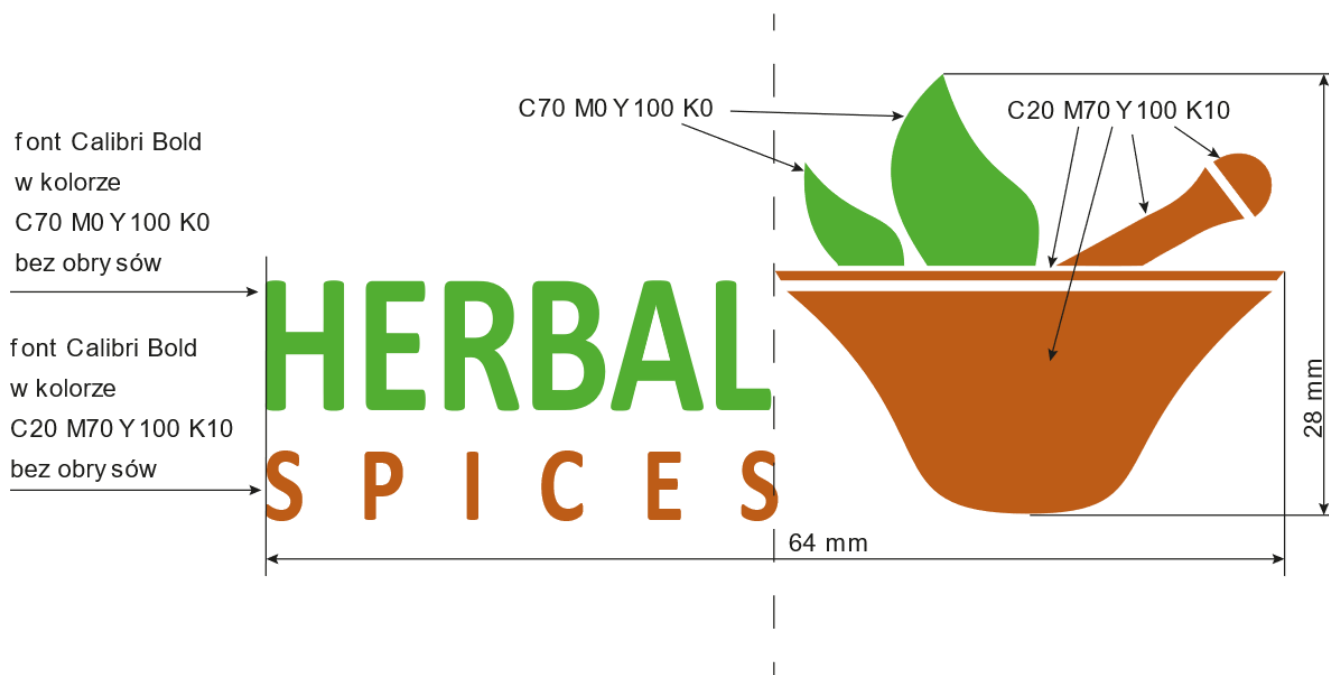 C70 M0 Y100 K0
C20 M70 Y100 K10
font Calibri Bold
w kolorze
C70 M0 Y100 K0
bez obrysów
HERBAL
font Calibri Bold
w kolorze
C20 M70 Y100 K10
bez obrysów
SPICES
28 mm
64 mm